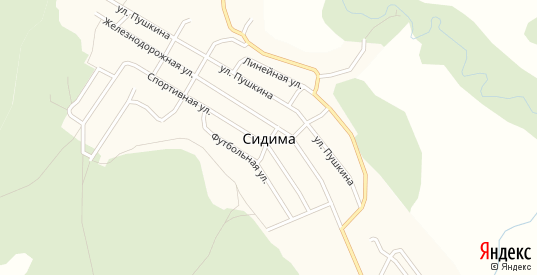 ул. Пушкина
Железнодорожная ул.
Линейная ул.
ул. Пушкина
Спортивная ул.
Сидима
Футбольная ул.
ул. Пушкина
Яндекс
© Яндекс